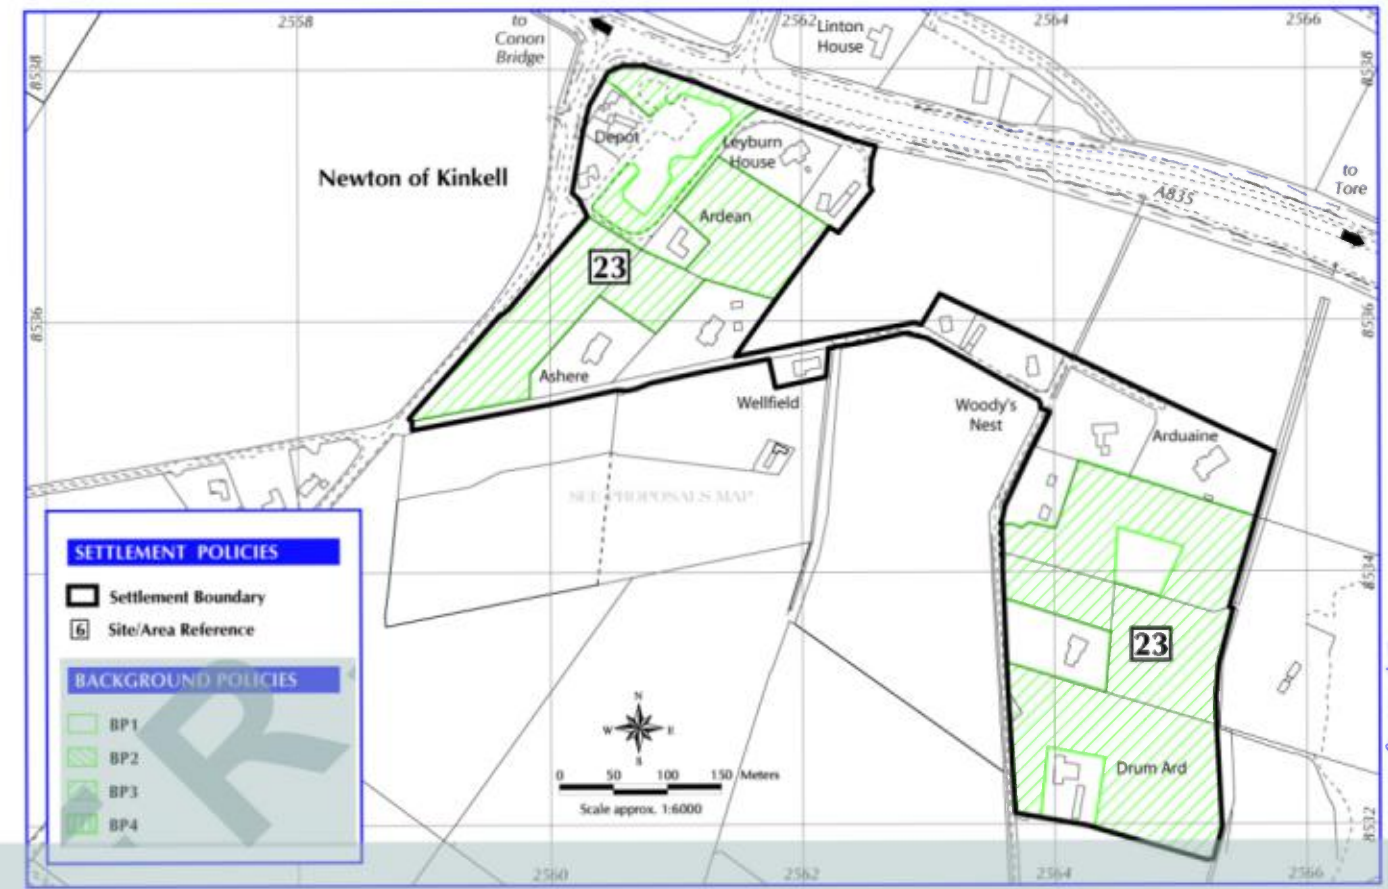 2558
2562
2564
2566
to
Conon
Bridge
Linton
House
8538
8538
Depot
Leyburn
House
Newton of Kinkell
to
Tore
A835
Ardean
23
8536
8536
Ashere
Wellfield
Woody's
Nest
Arduaine
SEE PROPOSALS MAP
SETTLEMENT POLICIES
Settlement Boundary
6 Site/Area Reference
8534
23
BACKGROUND POLICIES
BP1
BP2
BP3
BP4
N
W E
S
0 50 100 150 Meters
Scale approx. 1:6000
Drum Ard
8532
2560
2562
2564
2566
R